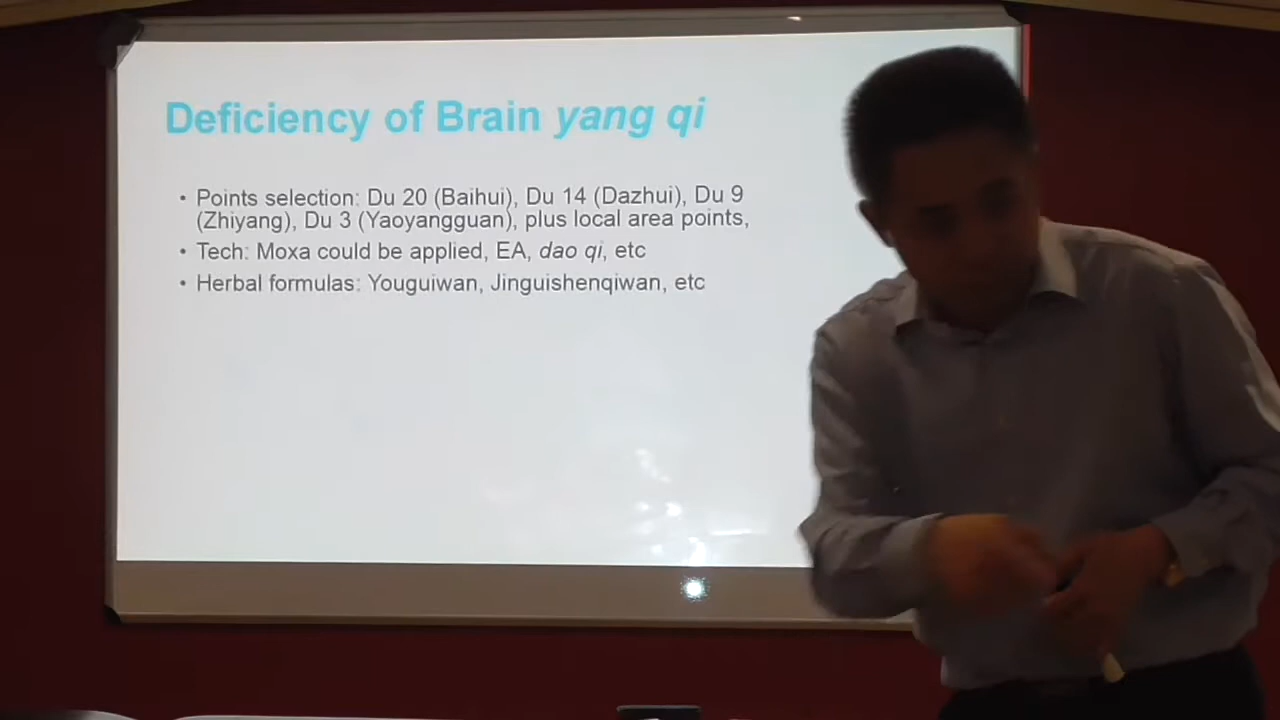 Deficiency of Brain yang qi
• Points selection: Du 20 (Baihui), Du 14 (Dazhui), Du 9
(Zhiyang), Du 3 (Yaoyangguan), plus local area points,
• Tech: Moxa could be applied, EA, dao qi, etc
• Herbal formulas: Youguiwan, Jinguishenqiwan, etc